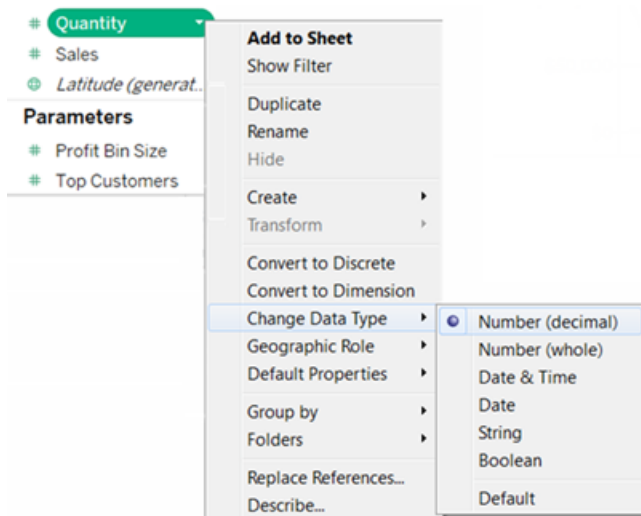 # Quantity
# Sales
Latitude (generat..
Parameters
# Profit Bin Size
# Top Customers
Add to Sheet
Show Filter
Duplicate
Rename
Hide
Create
Transform
Convert to Discrete
Convert to Dimension
Change Data Type
Geographic Role
Default Properties
Group by
Folders
Replace References...
Describe...
Number (decimal)
Number (whole)
Date & Time
Date
String
Boolean
Default